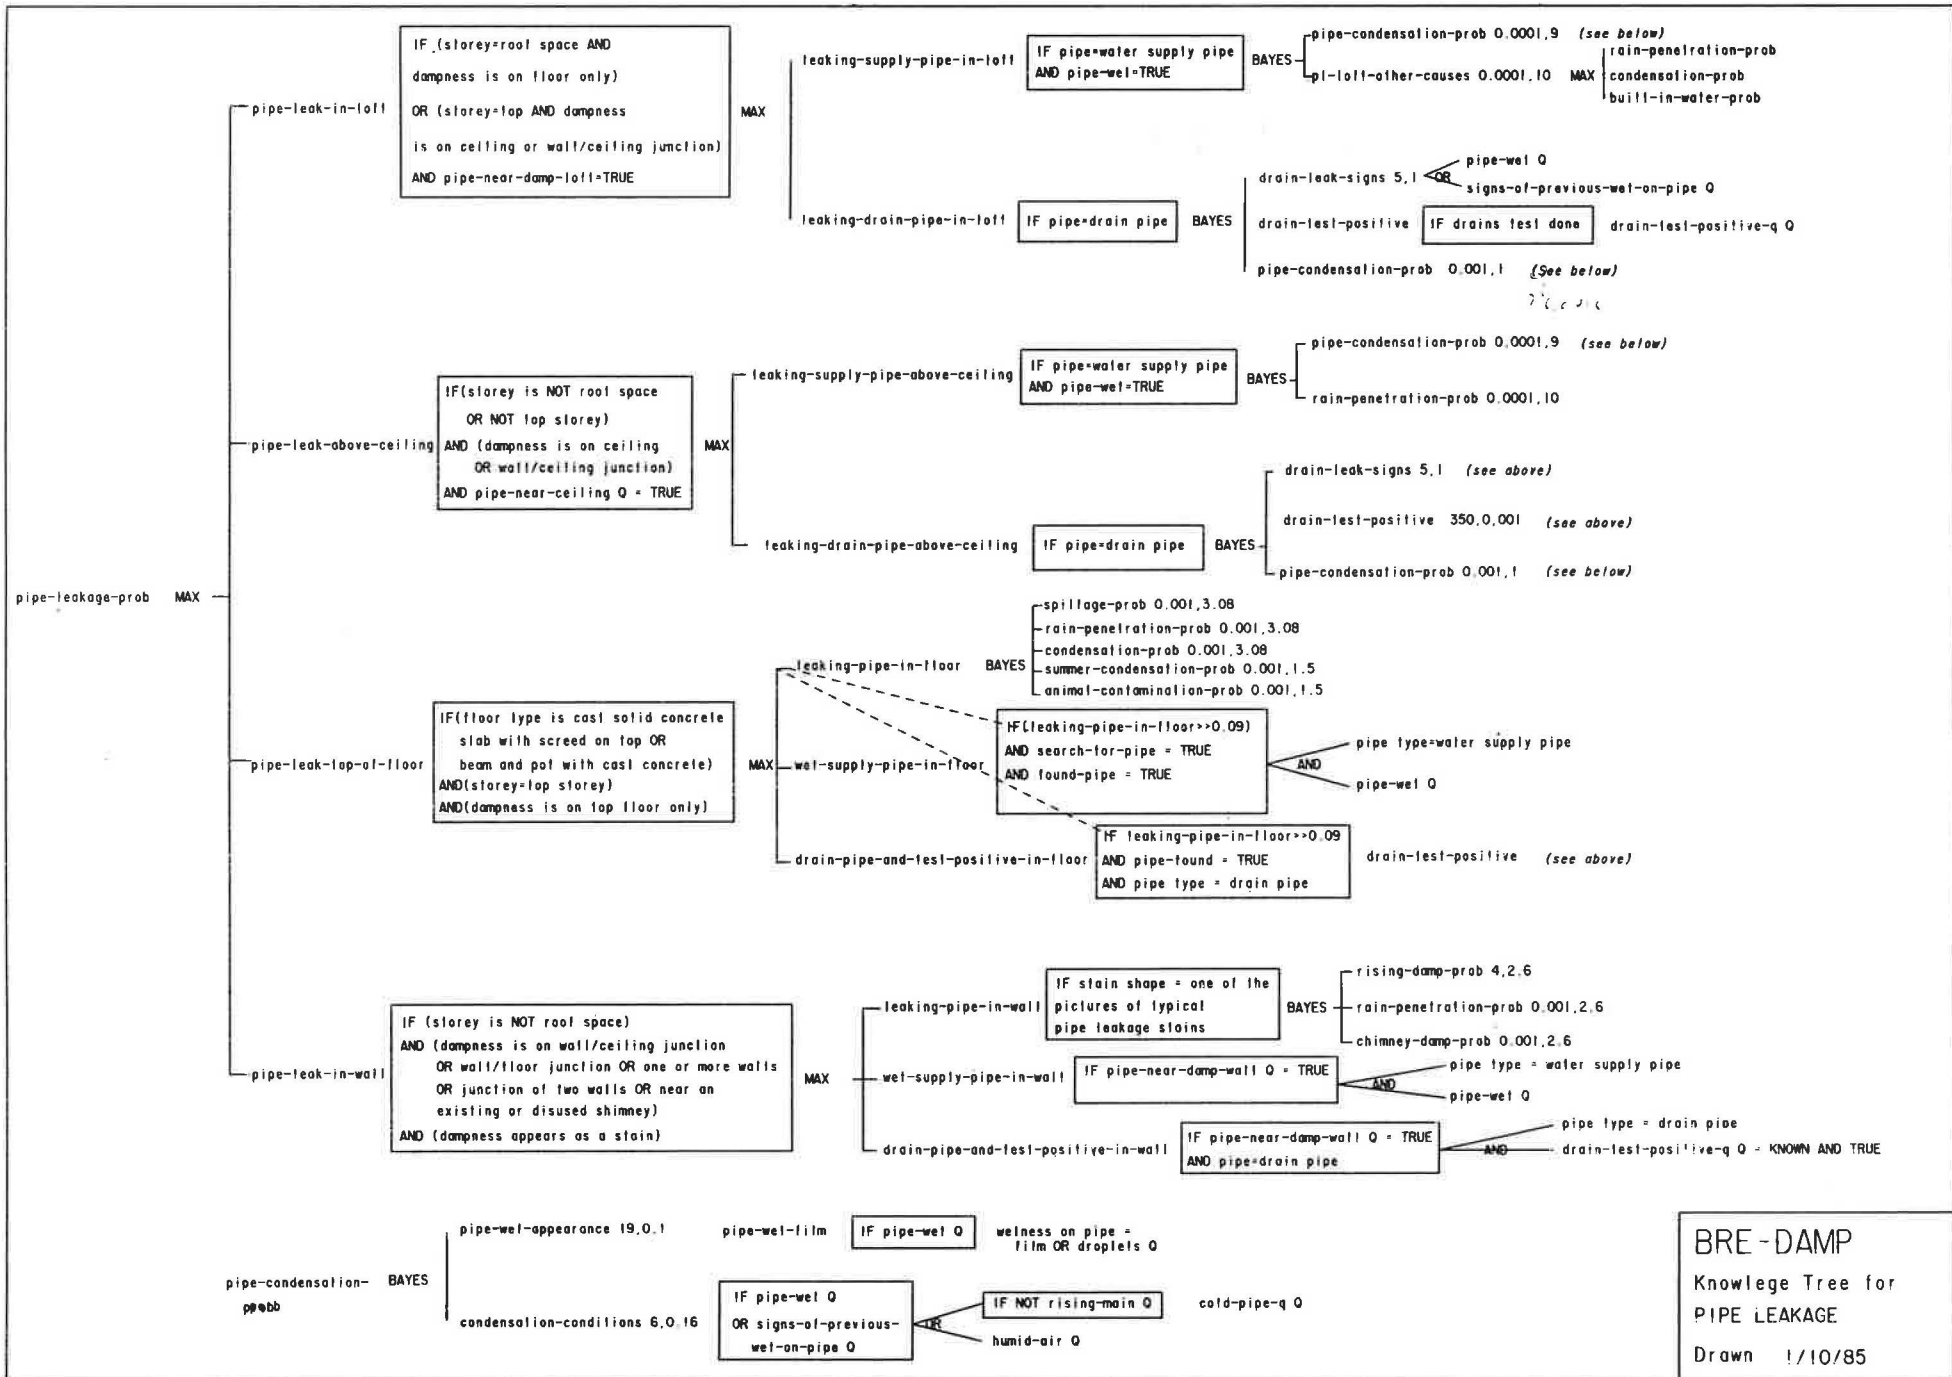 IF (storey=roof space AND
dampness is on floor only)
OR (storey=top AND dampness
is on ceiling or wall/ceiling junction)
AND pipe-near-damp-loft=TRUE
pipe-leak-in-loft
MAX
leaking-supply-pipe-in-loft
IF pipe=water supply pipe
AND pipe-wet=TRUE
BAYES
pipe-condensation-prob 0.0001,9 (see below)
pl-loft-other-causes 0.0001,10 MAX
rain-penetration-prob
condensation-prob
built-in-water-prob
leaking-drain-pipe-in-loft
IF pipe=drain pipe
BAYES
drain-leak-signs 5,1 OR
pipe-wet Q
signs-of-previous-wet-on-pipe Q
drain-test-positive
IF drains test done
drain-test-positive-q Q
pipe-condensation-prob 0.001,1 (See below)
pipe-leak-above-ceiling
IF(storey is NOT roof space
OR NOT top storey)
AND (dampness is on ceiling
OR wall/ceiling junction)
AND pipe-near-ceiling Q = TRUE
MAX
leaking-supply-pipe-above-ceiling
IF pipe=water supply pipe
AND pipe-wet=TRUE
BAYES
pipe-condensation-prob 0.0001,9 (see below)
rain-penetration-prob 0.0001,10
leaking-drain-pipe-above-ceiling
IF pipe=drain pipe
BAYES
drain-leak-signs 5,1 (see above)
drain-test-positive 350,0,001 (see above)
pipe-condensation-prob 0.001,1 (see below)
pipe-leakage-prob MAX
pipe-leak-top-of-floor
IF(floor type is cast solid concrete
slab with screed on top OR
beam and pot with cast concrete)
AND(storey=top storey)
AND(dampness is on top floor only)
MAX
leaking-pipe-in-floor BAYES
spillage-prob 0.001,3.08
rain-penetration-prob 0.001,3.08
condensation-prob 0.001,3.08
summer-condensation-prob 0.001,1.5
animal-contamination-prob 0.001,1.5
wet-supply-pipe-in-floor
IF(leaking-pipe-in-floor>>0.09)
AND search-for-pipe = TRUE
AND found-pipe = TRUE
AND
pipe type=water supply pipe
pipe-wet Q
drain-pipe-and-test-positive-in-floor
IF leaking-pipe-in-floor>>0.09
AND pipe-found = TRUE
AND pipe type = drain pipe
drain-test-positive (see above)
pipe-leak-in-wall
IF (storey is NOT roof space)
AND (dampness is on wall/ceiling junction
OR wall/floor junction OR one or more walls
OR junction of two walls OR near an
existing or disused shimney)
AND (dampness appears as a stain)
MAX
leaking-pipe-in-wall
IF stain shape = one of the
pictures of typical
pipe leakage stains
BAYES
rising-damp-prob 4,2.6
rain-penetration-prob 0.001,2.6
chimney-damp-prob 0.001,2.6
wet-supply-pipe-in-wall
IF pipe-near-damp-wall Q = TRUE
AND
pipe type = water supply pipe
pipe-wet Q
drain-pipe-and-test-positive-in-wall
IF pipe-near-damp-wall Q = TRUE
AND pipe=drain pipe
AND
pipe type = drain pipe
drain-test-positive-q Q = KNOWN AND TRUE
pipe-condensation-
BAYES
pipe-wet-appearance 19,0.1
pipe-wet-film
IF pipe-wet Q
wetness on pipe =
film OR droplets Q
condensation-conditions 6,0.16
IF pipe-wet Q
OR signs-of-previous-
wet-on-pipe Q
OR
IF NOT rising-main Q
cold-pipe-q Q
humid-air Q
BRE-DAMP
Knowlege Tree for
PIPE LEAKAGE
Drawn 1/10/85